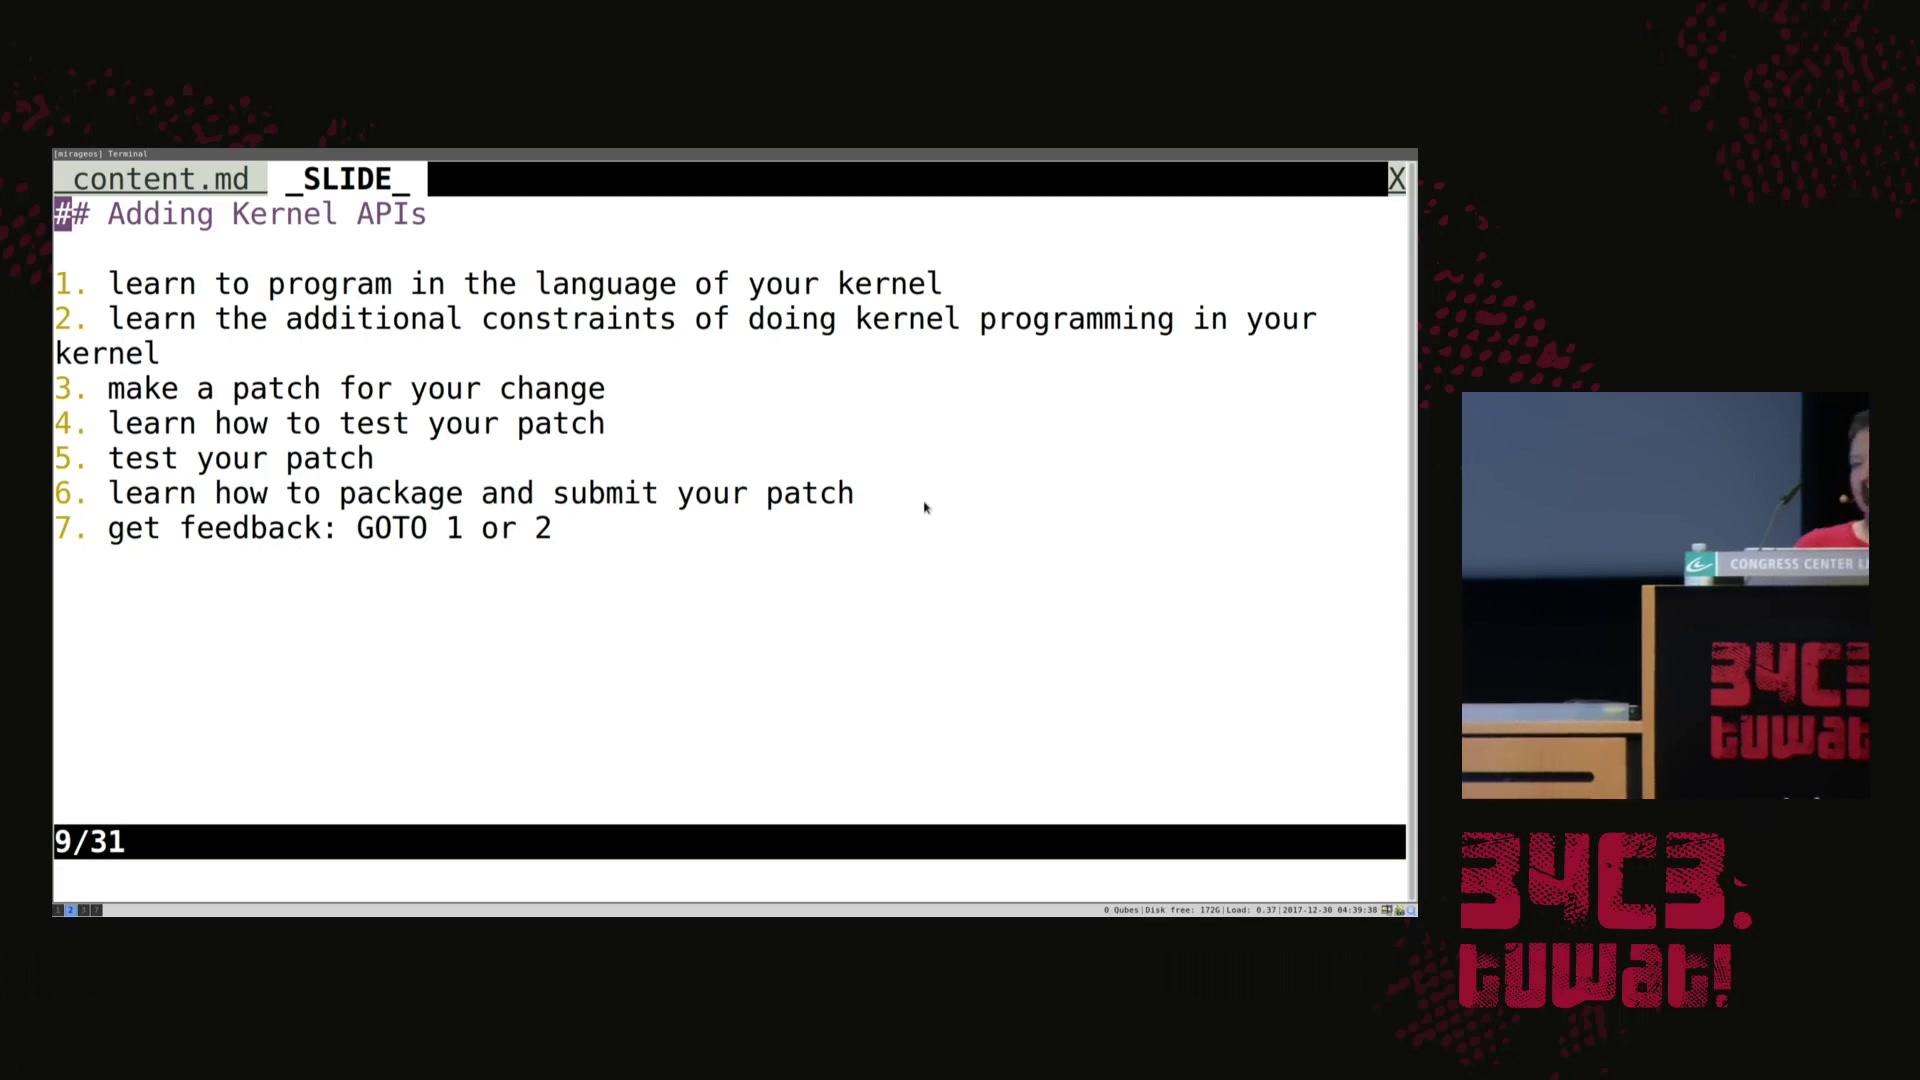 [mirageos] Terminal
content.md _SLIDE_ X
## Adding Kernel APIs
1. learn to program in the language of your kernel
2. learn the additional constraints of doing kernel programming in your
kernel
3. make a patch for your change
4. learn how to test your patch
5. test your patch
6. learn how to package and submit your patch
7. get feedback: GOTO 1 or 2
9/31
2
0 Qubes|Disk free: 172G|Load: 0.37|2017-12-30 04:39:38
CONGRESS CENTER
34C3
tuwat
34C3.
tuwat!